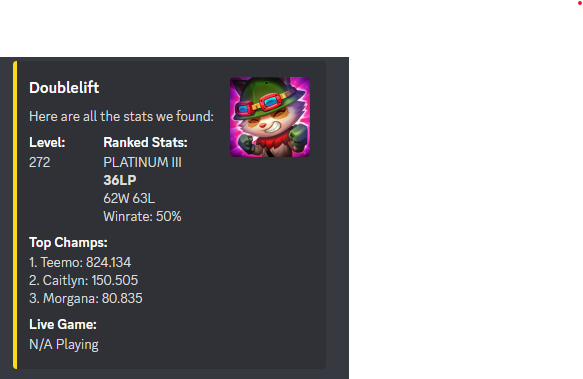 Doublelift
Here are all the stats we found:
Level:
272
Ranked Stats:
PLATINUM III
36LP
62W 63L
Winrate: 50%
Top Champs:
1. Teemo: 824.134
2. Caitlyn: 150.505
3. Morgana: 80.835
Live Game:
N/A Playing